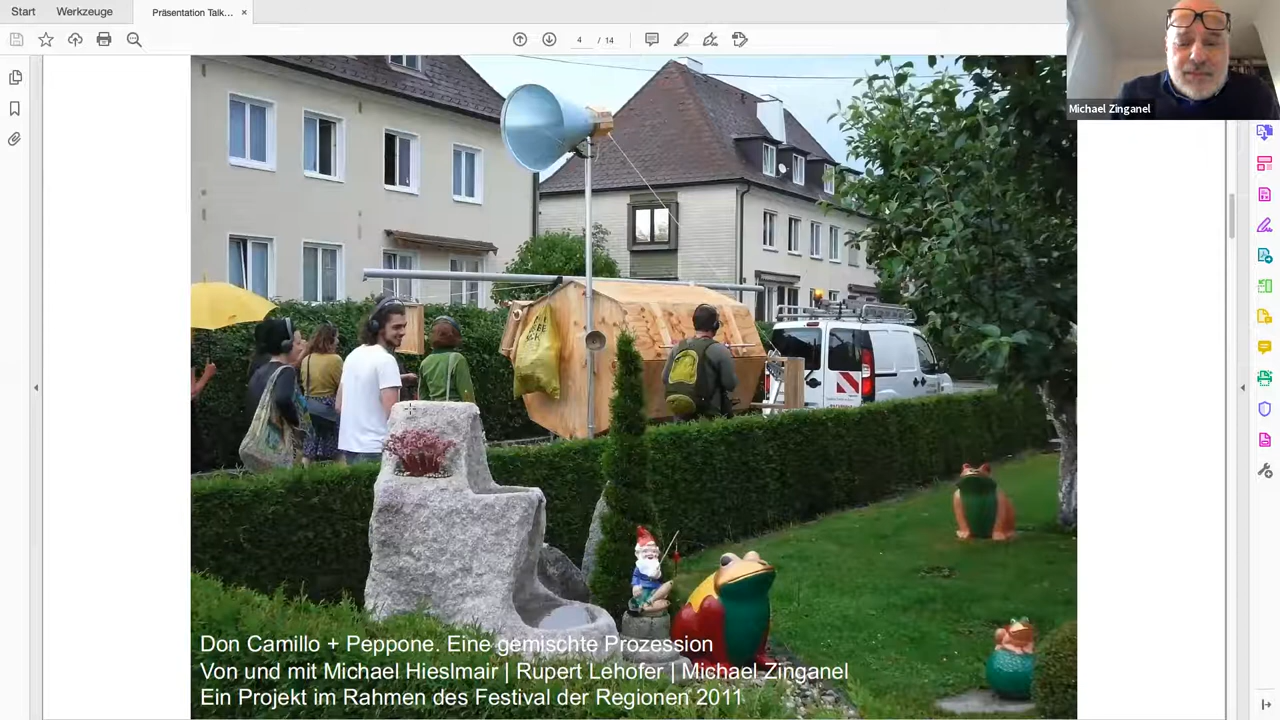 Start
Werkzeuge
Präsentation Talk...
×
4 / 14
Michael Zinganel
Don Camillo + Peppone. Eine gemischte Prozession
Von und mit Michael Hieslmair | Rupert Lehofer | Michael Zinganel
Ein Projekt im Rahmen des Festival der Regionen 2011